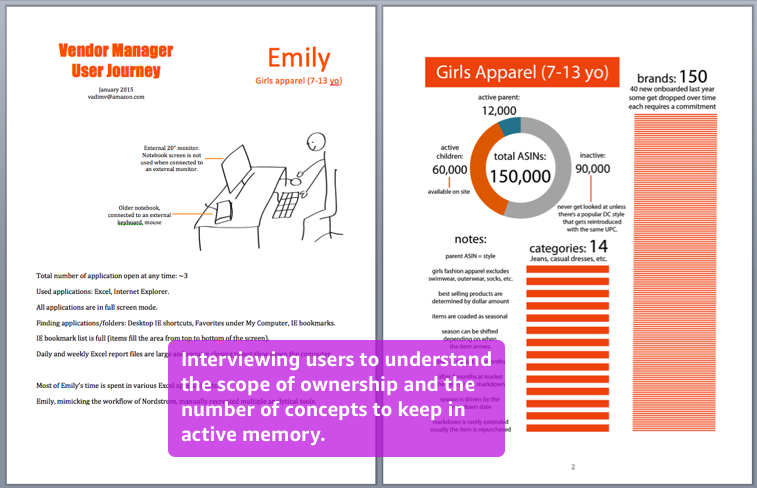 Vendor Manager
User Journey
January 2015
vadimv@amazon.com
Emily
Girls apparel (7-13 yo)
External 20" monitor.
Notebook screen is not
used when connected to
an external monitor.
Older notebook,
connected to an external
keyboard, mouse
Total number of application open at any time: ~3
Used applications: Excel, Internet Explorer.
All applications are in full screen mode.
Finding applications/folders: Desktop IE shortcuts, Favorites under My Computer, IE bookmarks.
IE bookmark list is full (items fill the area from top to bottom of the screen).
Daily and weekly Excel report files are large
Most of Emily's time is spent in various Excel
Emily, mimicking the workflow of Nordstrom, manually recreated multiple analytical tools.
Interviewing users to understand
the scope of ownership and the
number of concepts to keep in
active memory.
Girls Apparel (7-13 yo)
active parent:
12,000
active
children:
60,000
available on site
total ASINs:
150,000
inactive:
90,000
never get looked at unless
there's a popular DC style
that gets reintroduced
with the same UPC.
brands: 150
40 new onboarded last year
some get dropped over time
each requires a commitment
notes:
parent ASIN = style
girls fashion apparel excludes
swimwear, outerwear, socks, etc.
best selling products are
determined by dollar amount
items are coaded as seasonal
season can be shifted
depending on when
the item arrives
months
months at market
markdown
season is driven by the
down date
markdown is rarely extended
usually the item is repurchased
categories: 14
Jeans, casual dresses, etc.
2